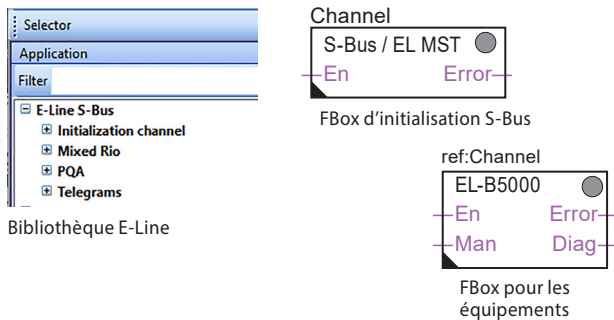 Selector
Application
Filter
E-Line S-Bus
Initialization channel
Mixed Rio
PQA
Telegrams
Bibliothèque E-Line
Channel
S-Bus / EL MST
En Error
FBox d’initialisation S-Bus
ref:Channel
EL-B5000
En Error
Man Diag
FBox pour les
équipements